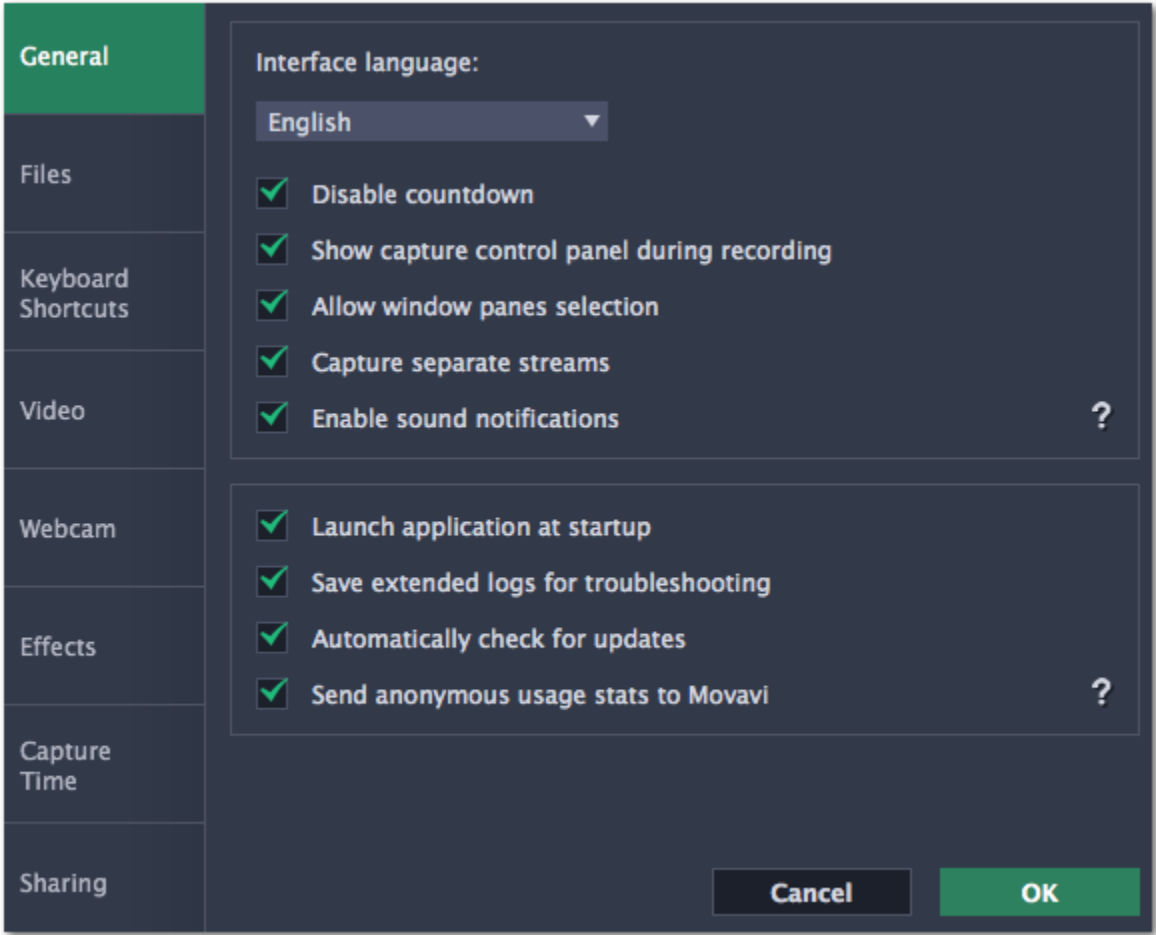 General
Files
Keyboard
Shortcuts
Video
Webcam
Effects
Capture
Time
Sharing
Interface language:
English
Disable countdown
Show capture control panel during recording
Allow window panes selection
Capture separate streams
Enable sound notifications
?
Launch application at startup
Save extended logs for troubleshooting
Automatically check for updates
Send anonymous usage stats to Movavi
?
Cancel
OK